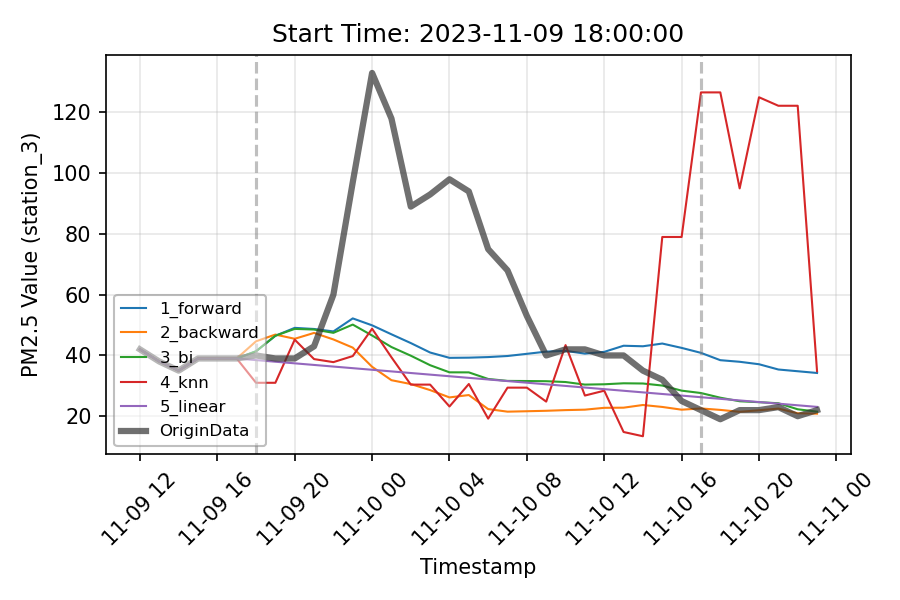 Start Time: 2023-11-09 18:00:00
PM2.5 Value (station_3)
120
100
80
60
40
20
1_forward
2_backward
3_bi
4_knn
5_linear
OriginData
11-09 12
11-09 16
11-09 20
11-10 00
11-10 04
11-10 08
11-10 12
11-10 16
11-10 20
11-11 00
Timestamp